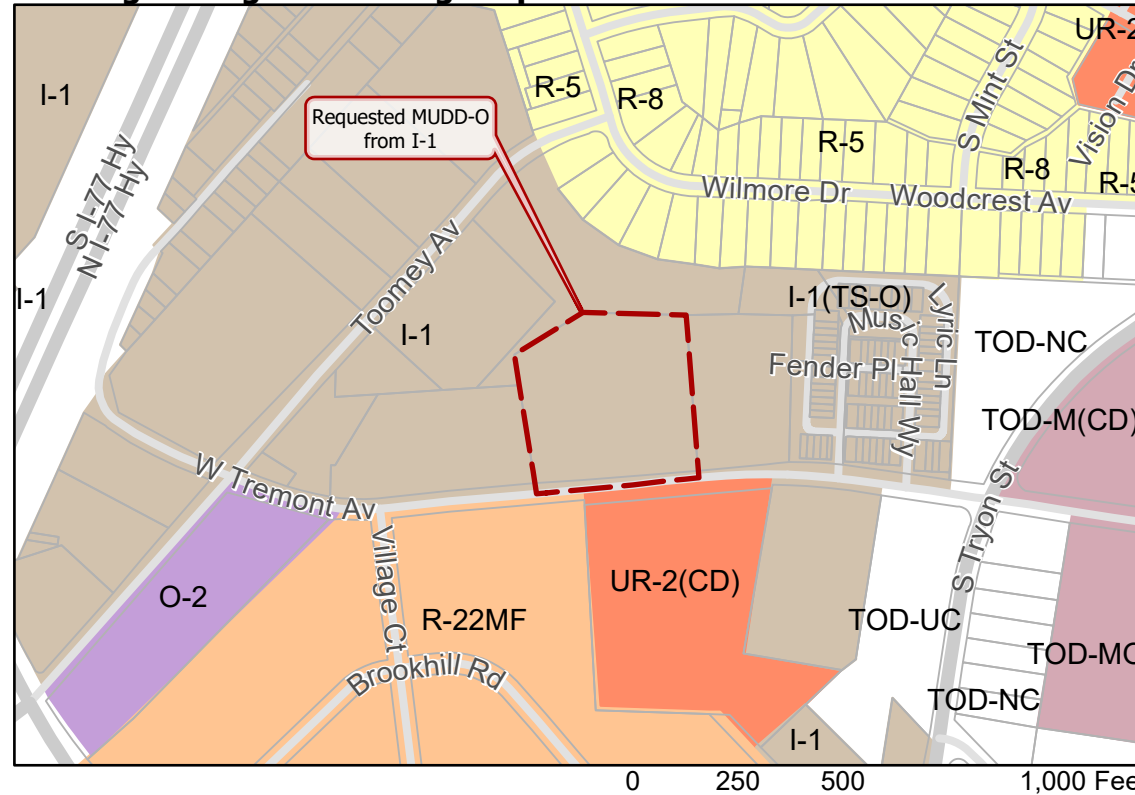 I-1
S I-77 Hy
N I-77 Hy
I-1
Requested MUDD-O
from I-1
R-5
R-8
R-5
S Mint St
UR-2
Vision Dr
R-8
R-5
Wilmore Dr
Woodcrest Av
Toomey Av
I-1
I-1(TS-O)
Lyric Ln
Music Hall Wy
Fender Pl
TOD-NC
TOD-M(CD)
W Tremont Av
Village Ct
O-2
R-22MF
UR-2(CD)
S Tryon St
TOD-UC
TOD-MC
Brookhill Rd
TOD-NC
I-1
0 250 500 1,000 Fee